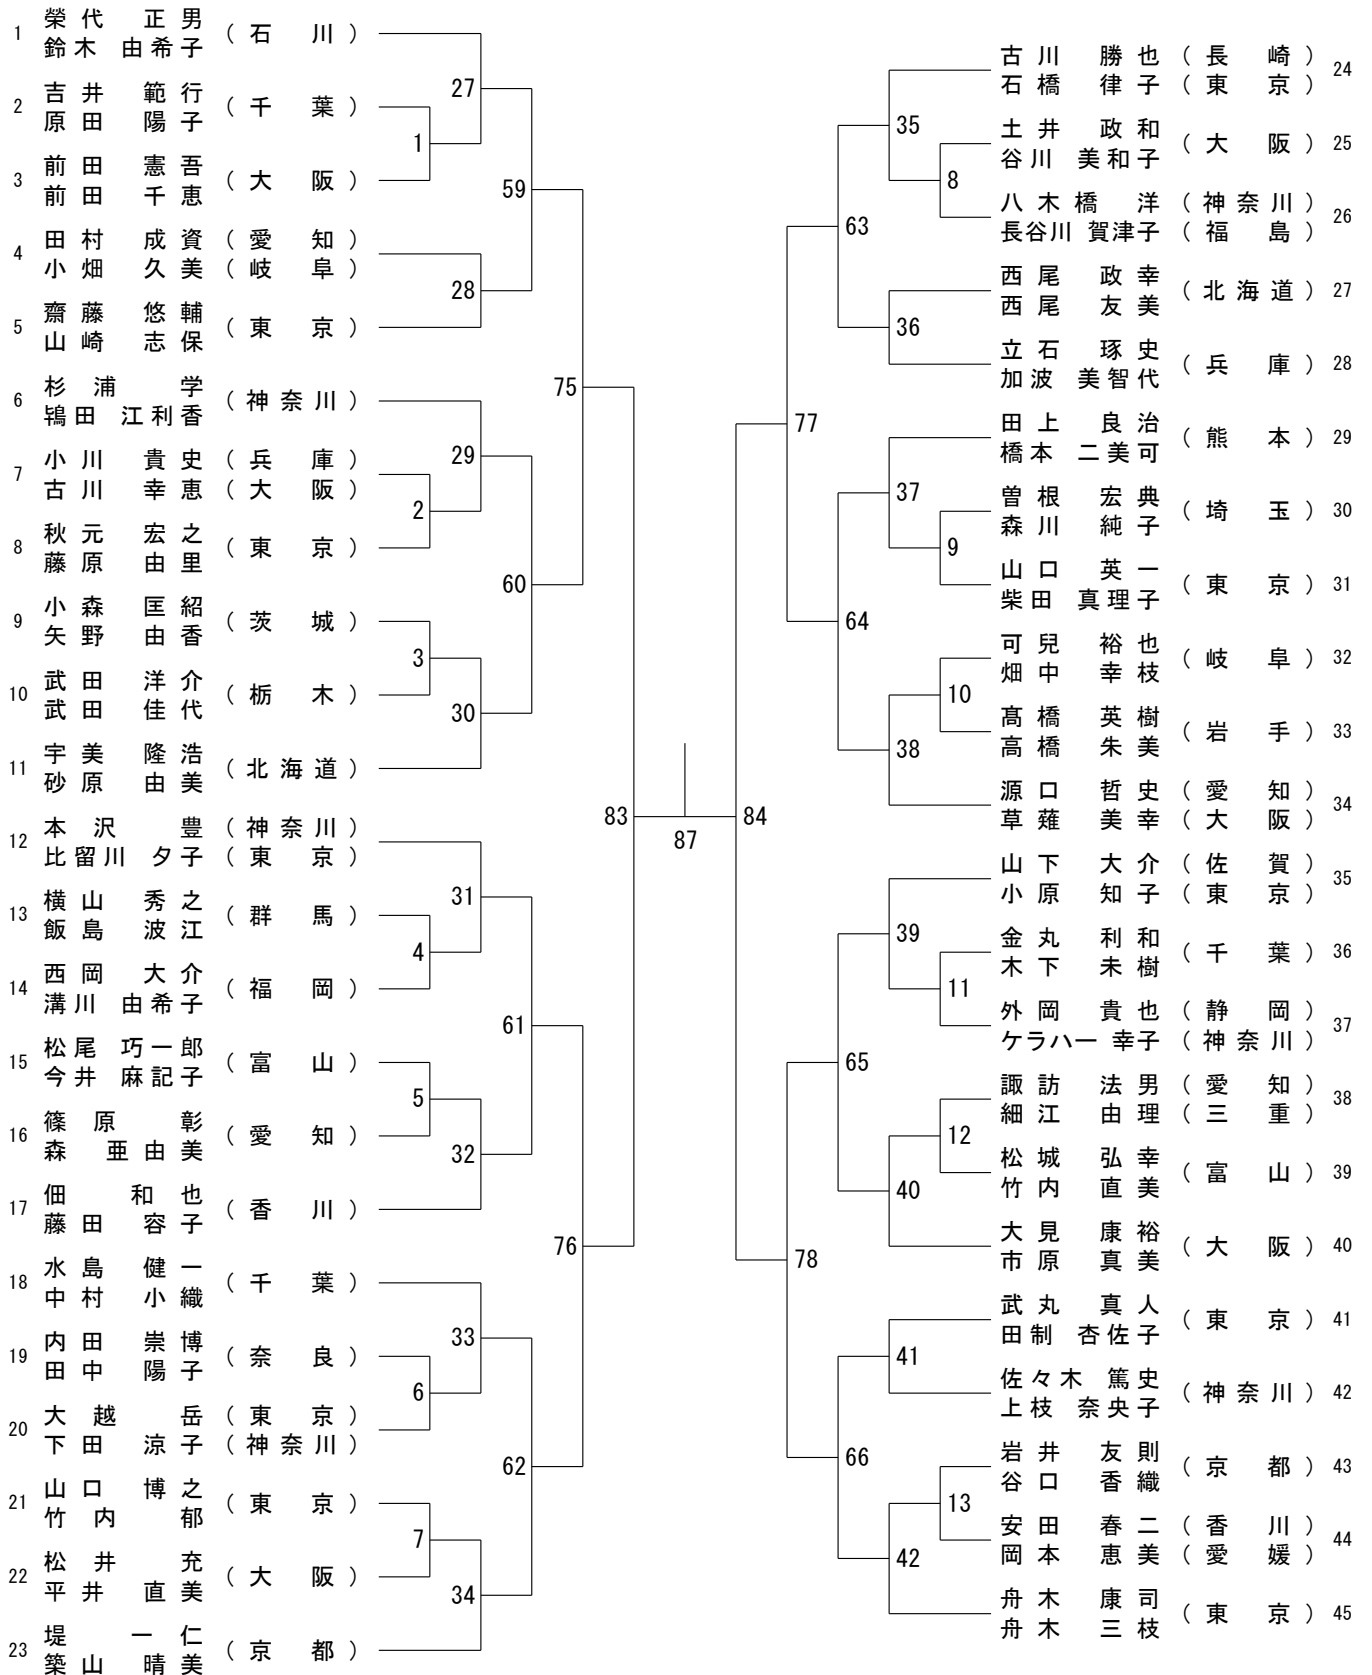 1 榮代 正男 (石川)
鈴木 由希子
2 吉井 範行 (千葉)
原田 陽子
3 前田 憲吾 (大阪)
前田 千恵
4 田村 成資 (愛知)
小畑 久美 (岐阜)
5 齋藤 悠輔 (東京)
山崎 志保
6 杉浦 学 (神奈川)
鴇田 江利香
7 小川 貴史 (兵庫)
古川 幸恵 (大阪)
8 秋元 宏之 (東京)
藤原 由里
9 小森 匡紹 (茨城)
矢野 由香
10 武田 洋介 (栃木)
武田 佳代
11 宇美 隆浩 (北海道)
砂原 由美
12 本沢 豊 (神奈川)
比留川 夕子 (東京)
13 横山 秀之 (群馬)
飯島 波江
14 西岡 大介 (福岡)
溝川 由希子
15 松尾 巧一郎 (富山)
今井 麻記子
16 篠原 彰 (愛知)
森 亜由美
17 佃 和也 (香川)
藤田 容子
18 水島 健一 (千葉)
中村 小織
19 内田 崇博 (奈良)
田中 陽子
20 大越 岳 (東京)
下田 涼子 (神奈川)
21 山口 博之 (東京)
竹内 郁
22 松井 充 (大阪)
平井 直美
23 堤 一仁 (京都)
築山 晴美
27
1
59
28
75
29
2
60
3
30
83
31
4
61
5
32
76
33
6
62
7
34
87
84
35
8
63
36
77
37
9
64
10
38
39
11
65
12
40
78
41
66
13
42
古川 勝也 (長崎) 24
石橋 律子 (東京)
土井 政和 (大阪) 25
谷川 美和子
八木橋 洋 (神奈川) 26
長谷川 賀津子 (福島)
西尾 政幸 (北海道) 27
西尾 友美
立石 琢史 (兵庫) 28
加波 美智代
田上 良治 (熊本) 29
橋本 二美可
曽根 宏典 (埼玉) 30
森川 純子
山口 英一 (東京) 31
柴田 真理子
可兒 裕也 (岐阜) 32
畑中 幸枝
髙橋 英樹 (岩手) 33
高橋 朱美
源口 哲史 (愛知) 34
草薙 美幸 (大阪)
山下 大介 (佐賀) 35
小原 知子 (東京)
金丸 利和 (千葉) 36
木下 未樹
外岡 貴也 (静岡) 37
ケラハー 幸子 (神奈川)
諏訪 法男 (愛知) 38
細江 由理 (三重)
松城 弘幸 (富山) 39
竹内 直美
大見 康裕 (大阪) 40
市原 真美
武丸 真人 (東京) 41
田制 杏佐子
佐々木 篤史 (神奈川) 42
上枝 奈央子
岩井 友則 (京都) 43
谷口 香織
安田 春二 (香川) 44
岡本 恵美 (愛媛)
舟木 康司 (東京) 45
舟木 三枝